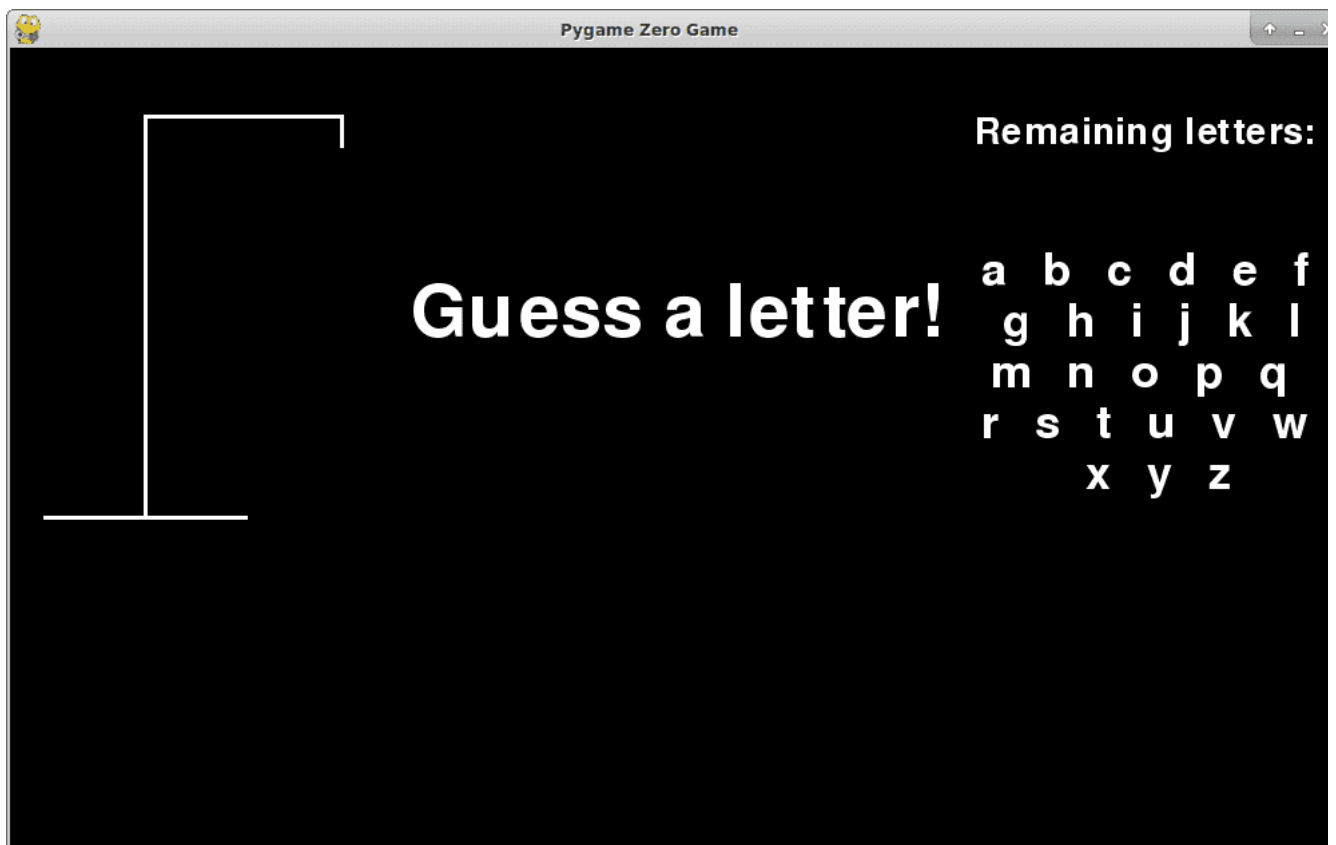 Pygame Zero Game
Remaining letters:
Guess a letter!
a b c d e f
g h i j k l
m n o p q
r s t u v w
x y z